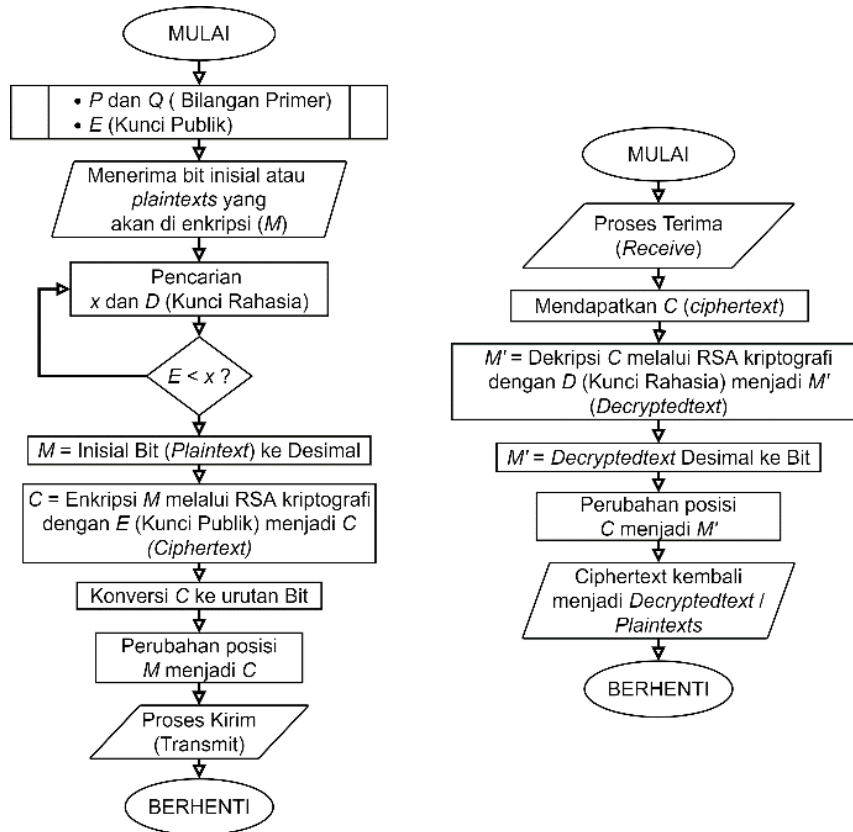 MULAI
• P dan Q ( Bilangan Primer)
• E (Kunci Publik)
Menerima bit inisial atau
plaintexts yang
akan di enkripsi (M)
Pencarian
x dan D (Kunci Rahasia)
E < x ?
M = Inisial Bit (Plaintext) ke Desimal
C = Enkripsi M melalui RSA kriptografi
dengan E (Kunci Publik) menjadi C
(Ciphertext)
Konversi C ke urutan Bit
Perubahan posisi
M menjadi C
Proses Kirim
(Transmit)
BERHENTI
MULAI
Proses Terima
(Receive)
Mendapatkan C (ciphertext)
M' = Dekripsi C melalui RSA kriptografi
dengan D (Kunci Rahasia) menjadi M'
(Decryptedtext)
M' = Decryptedtext Desimal ke Bit
Perubahan posisi
C menjadi M'
Ciphertext kembali
menjadi Decryptedtext /
Plaintexts
BERHENTI